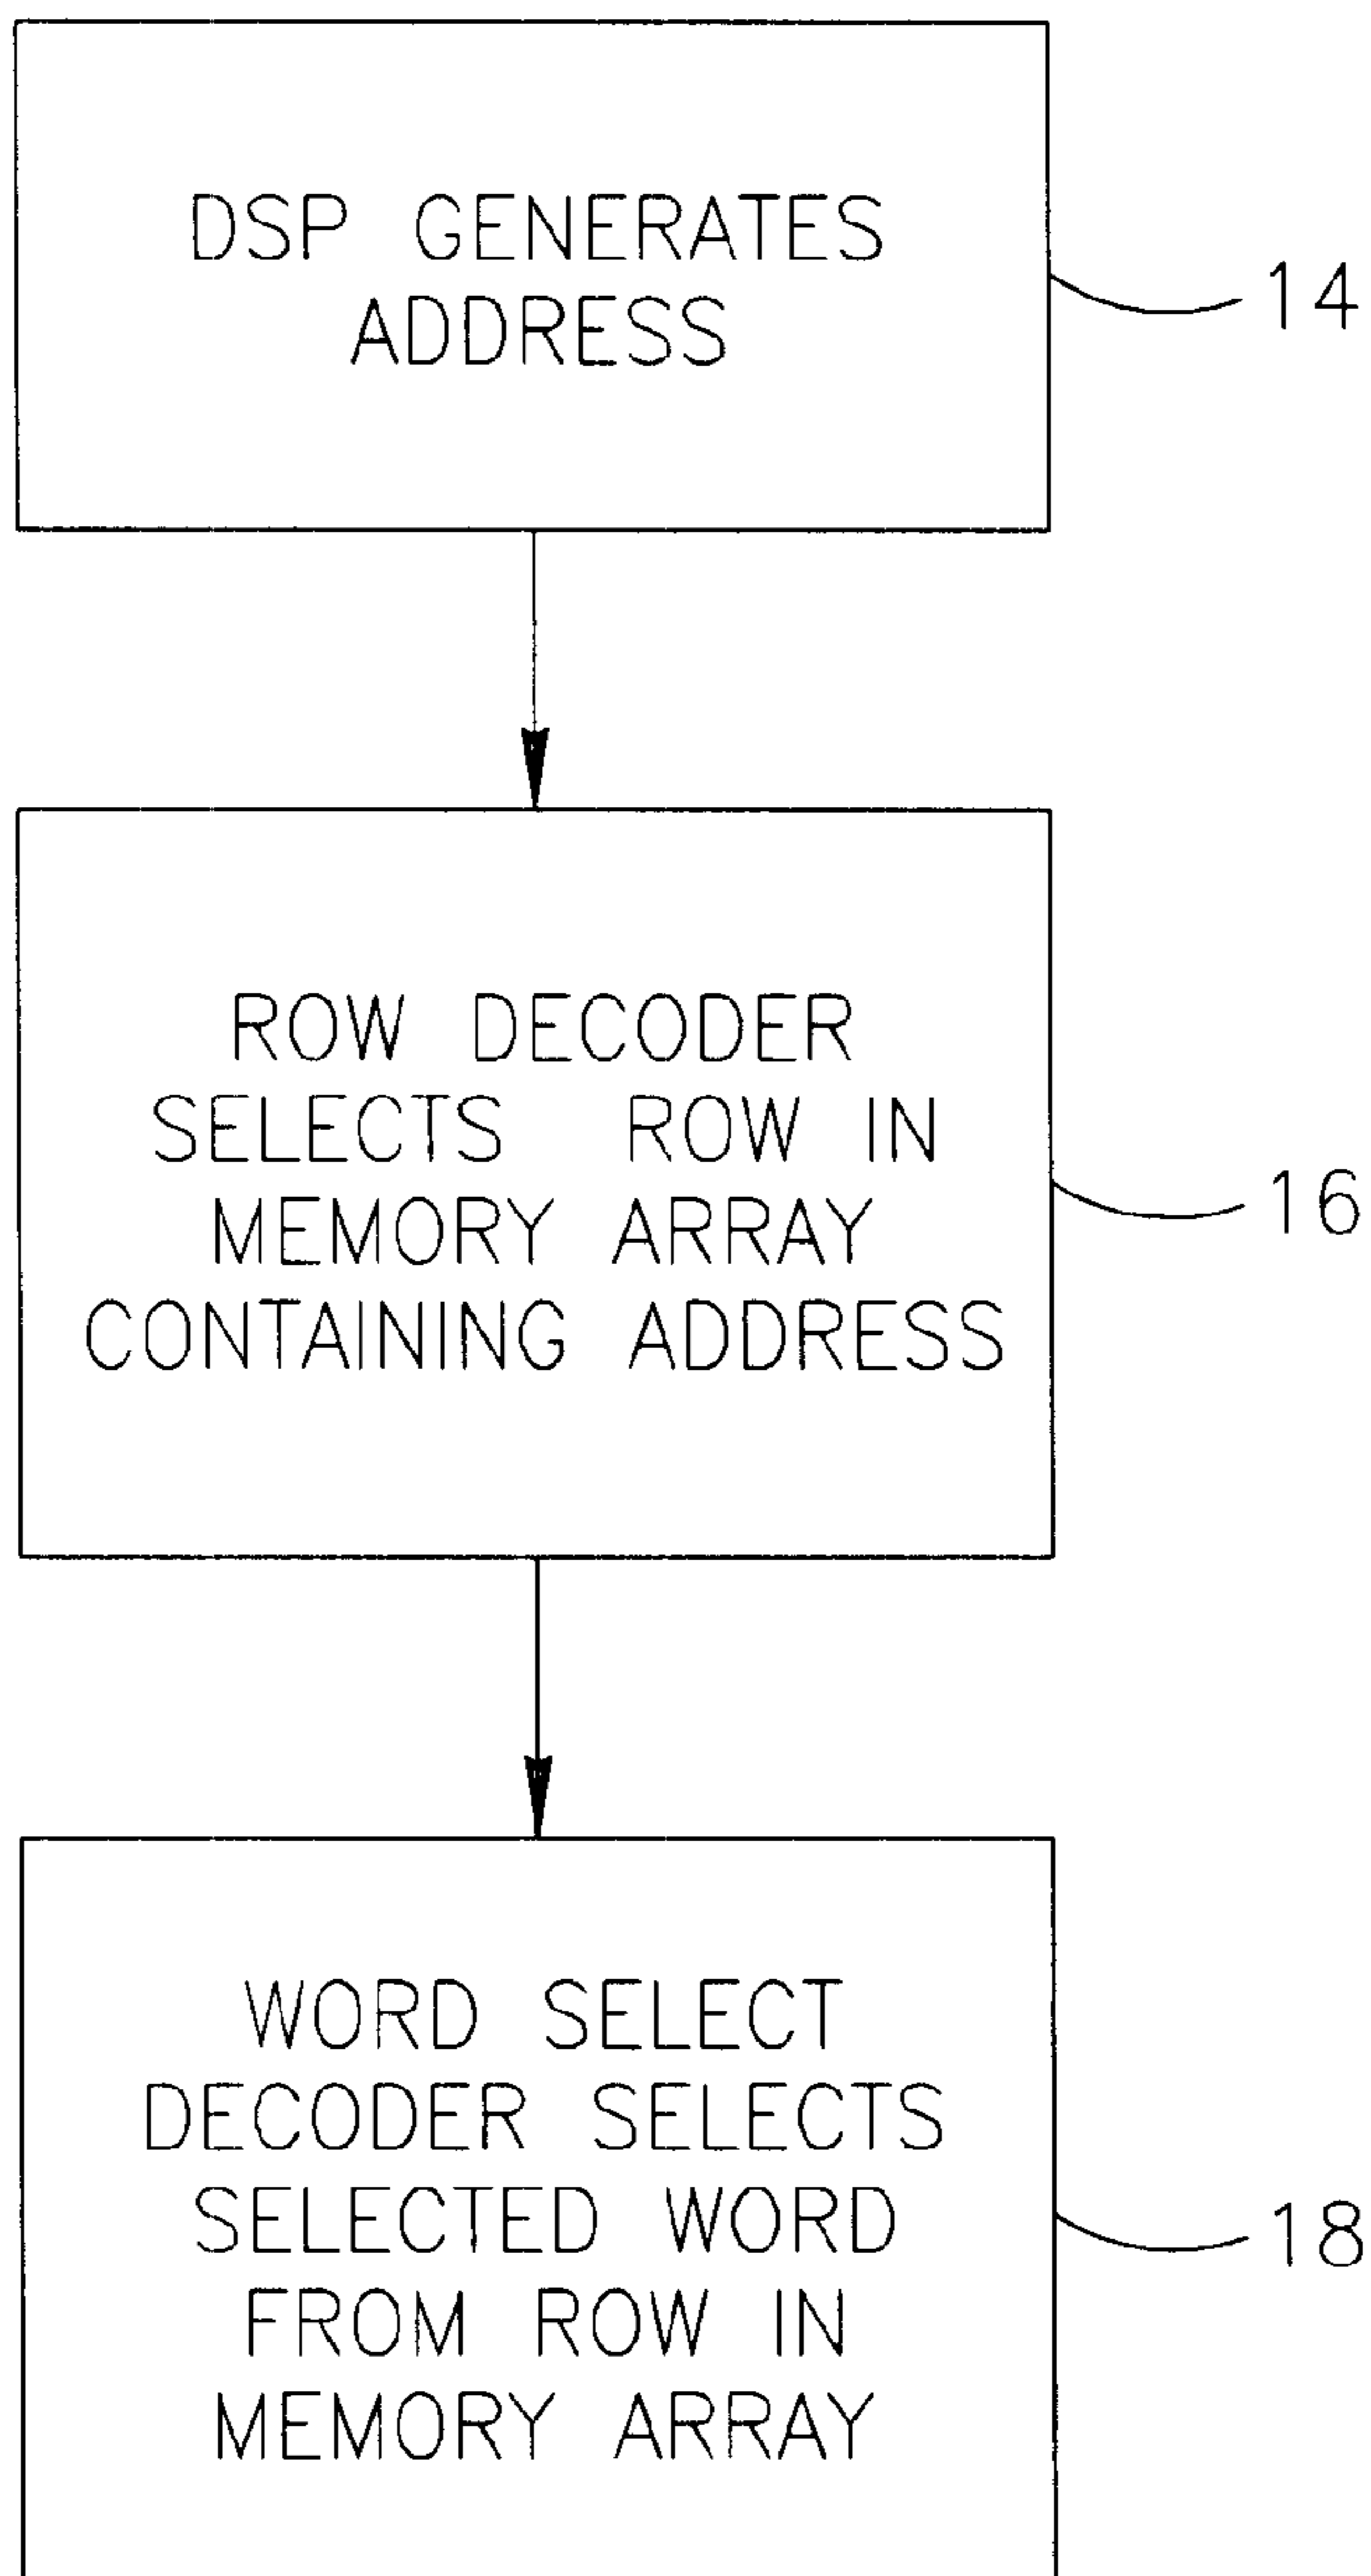 DSP GENERATES
ADDRESS
14
ROW DECODER
SELECTS ROW IN
MEMORY ARRAY
CONTAINING ADDRESS
16
WORD SELECT
DECODER SELECTS
SELECTED WORD
FROM ROW IN
MEMORY ARRAY
18